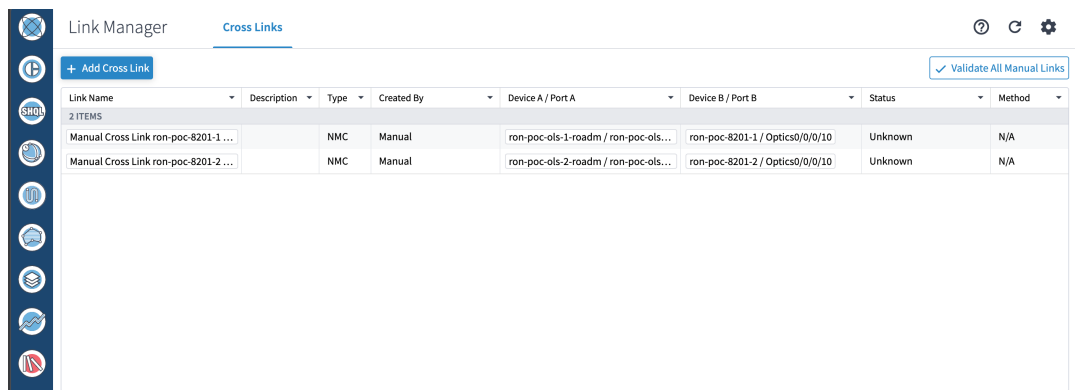 Link Manager
Cross Links
+ Add Cross Link
Validate All Manual Links
SHQL
Link Name Description Type Created By Device A / Port A Device B / Port B Status Method
2 ITEMS
Manual Cross Link ron-poc-8201-1 ... NMC Manual ron-poc-ols-1-roadm / ron-poc-ols... ron-poc-8201-1 / Optics0/0/0/10 Unknown N/A
Manual Cross Link ron-poc-8201-2 ... NMC Manual ron-poc-ols-2-roadm / ron-poc-ols... ron-poc-8201-2 / Optics0/0/0/10 Unknown N/A